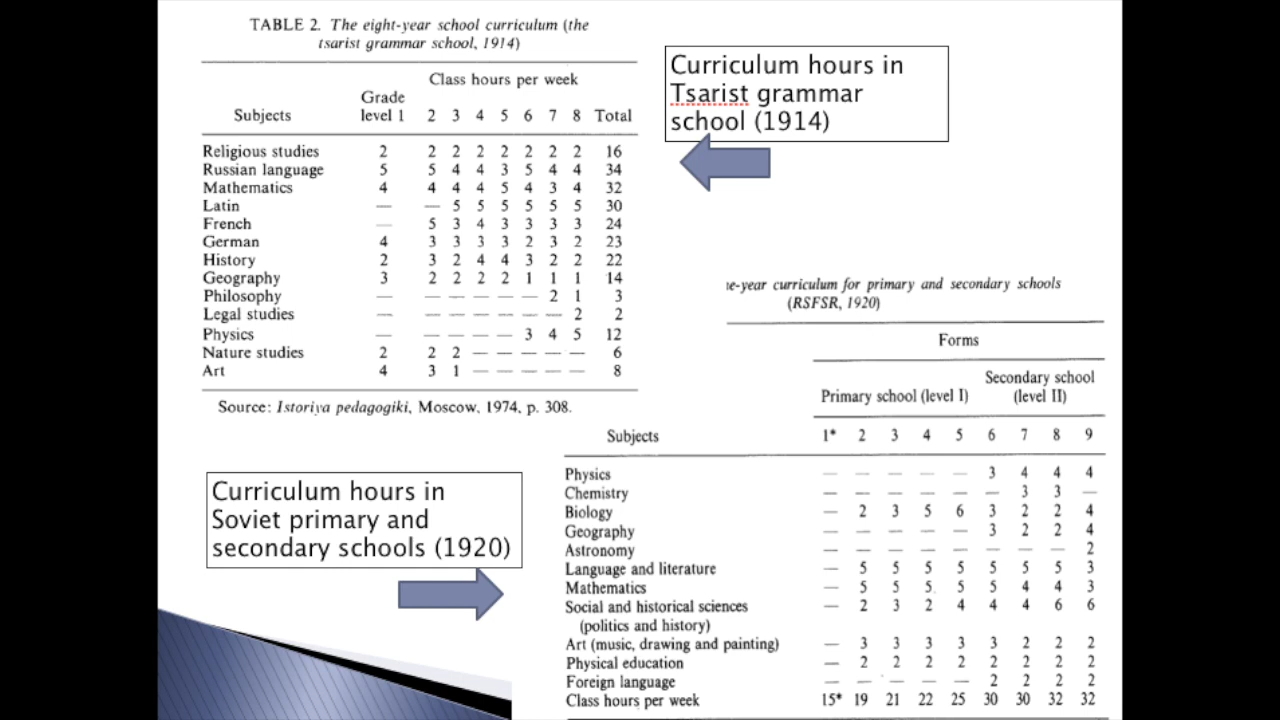 TABLE 2. The eight-year school curriculum (the
tsarist grammar school, 1914)
Class hours per week
Grade
Subjects level 1 2 3 4 5 6 7 8 Total
Religious studies 2 2 2 2 2 2 2 2 16
Russian language 5 5 4 4 3 5 4 4 34
Mathematics 4 4 4 4 5 4 3 4 32
Latin — — 5 5 5 5 5 5 30
French — 5 3 4 3 3 3 3 24
German 4 3 3 3 3 2 3 2 23
History 2 3 2 4 4 3 2 2 22
Geography 3 2 2 2 2 1 1 1 14
Philosophy — — — — — — 2 1 3
Legal studies — — — — — — — 2 2
Physics — — — — — 3 4 5 12
Nature studies 2 2 2 — — — — — 6
Art 4 3 1 — — — — — 8
Source: Istoriya pedagogiki, Moscow, 1974, p. 308.
Curriculum hours in
Tsarist grammar
school (1914)
Curriculum hours in
Soviet primary and
secondary schools (1920)
e-year curriculum for primary and secondary schools
(RSFSR, 1920)
Forms
Secondary school
Primary school (level I) (level II)
Subjects 1* 2 3 4 5 6 7 8 9
Physics — — — — — 3 4 4 4
Chemistry — — — — — — 3 3 —
Biology — 2 3 5 6 3 2 2 4
Geography — — — — — 3 2 2 4
Astronomy — — — — — — — — 2
Language and literature — 5 5 5 5 5 5 5 3
Mathematics — 5 5 5 5 5 4 4 3
Social and historical sciences — 2 3 2 4 4 4 6 6
(politics and history)
Art (music, drawing and painting) — 3 3 3 3 3 2 2 2
Physical education — 2 2 2 2 2 2 2 2
Foreign language — — — — — 2 2 2 2
Class hours per week 15* 19 21 22 25 30 30 32 32